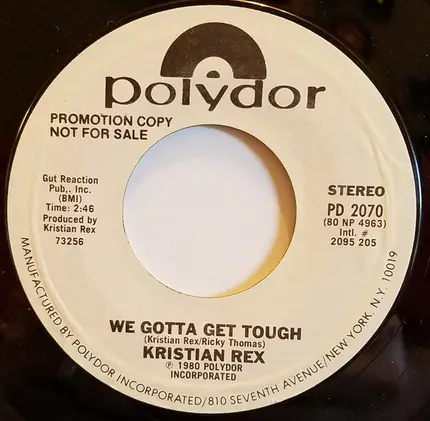 polydor
PROMOTION COPY
NOT FOR SALE
Gut Reaction
Pub,. Inc.
(BMI)
Time: 2:46
Produced by
Kristian Rex
73256
STEREO
PD 2070
(80 NP 4963)
Intl. #
2095 205
WE GOTTA GET TOUGH
(Kristian Rex/Ricky Thomas)
KRISTIAN REX
℗ 1980 POLYDOR
INCORPORATED
MANUFACTURED BY POLYDOR INCORPORATED/810 SEVENTH AVENUE/NEW YORK, N.Y. 10019